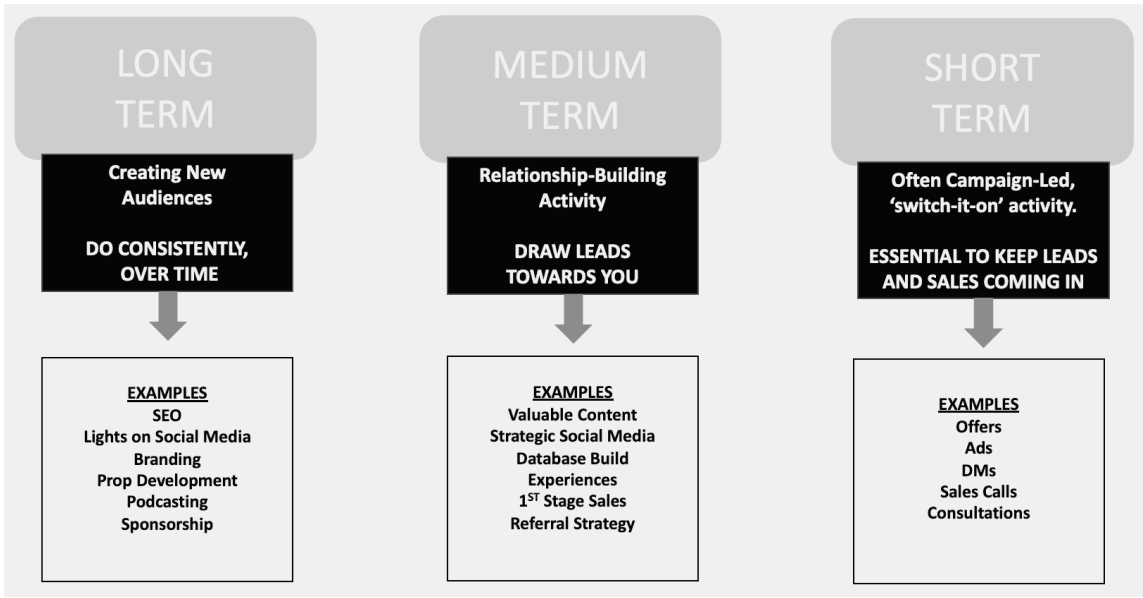 LONG
TERM
Creating New
Audiences
DO CONSISTENTLY,
OVER TIME
EXAMPLES
SEO
Lights on Social Media
Branding
Prop Development
Podcasting
Sponsorship
MEDIUM
TERM
Relationship-Building
Activity
DRAW LEADS
TOWARDS YOU
EXAMPLES
Valuable Content
Strategic Social Media
Database Build
Experiences
1ST Stage Sales
Referral Strategy
SHORT
TERM
Often Campaign-Led,
‘switch-it-on’ activity.
ESSENTIAL TO KEEP LEADS
AND SALES COMING IN
EXAMPLES
Offers
Ads
DMs
Sales Calls
Consultations